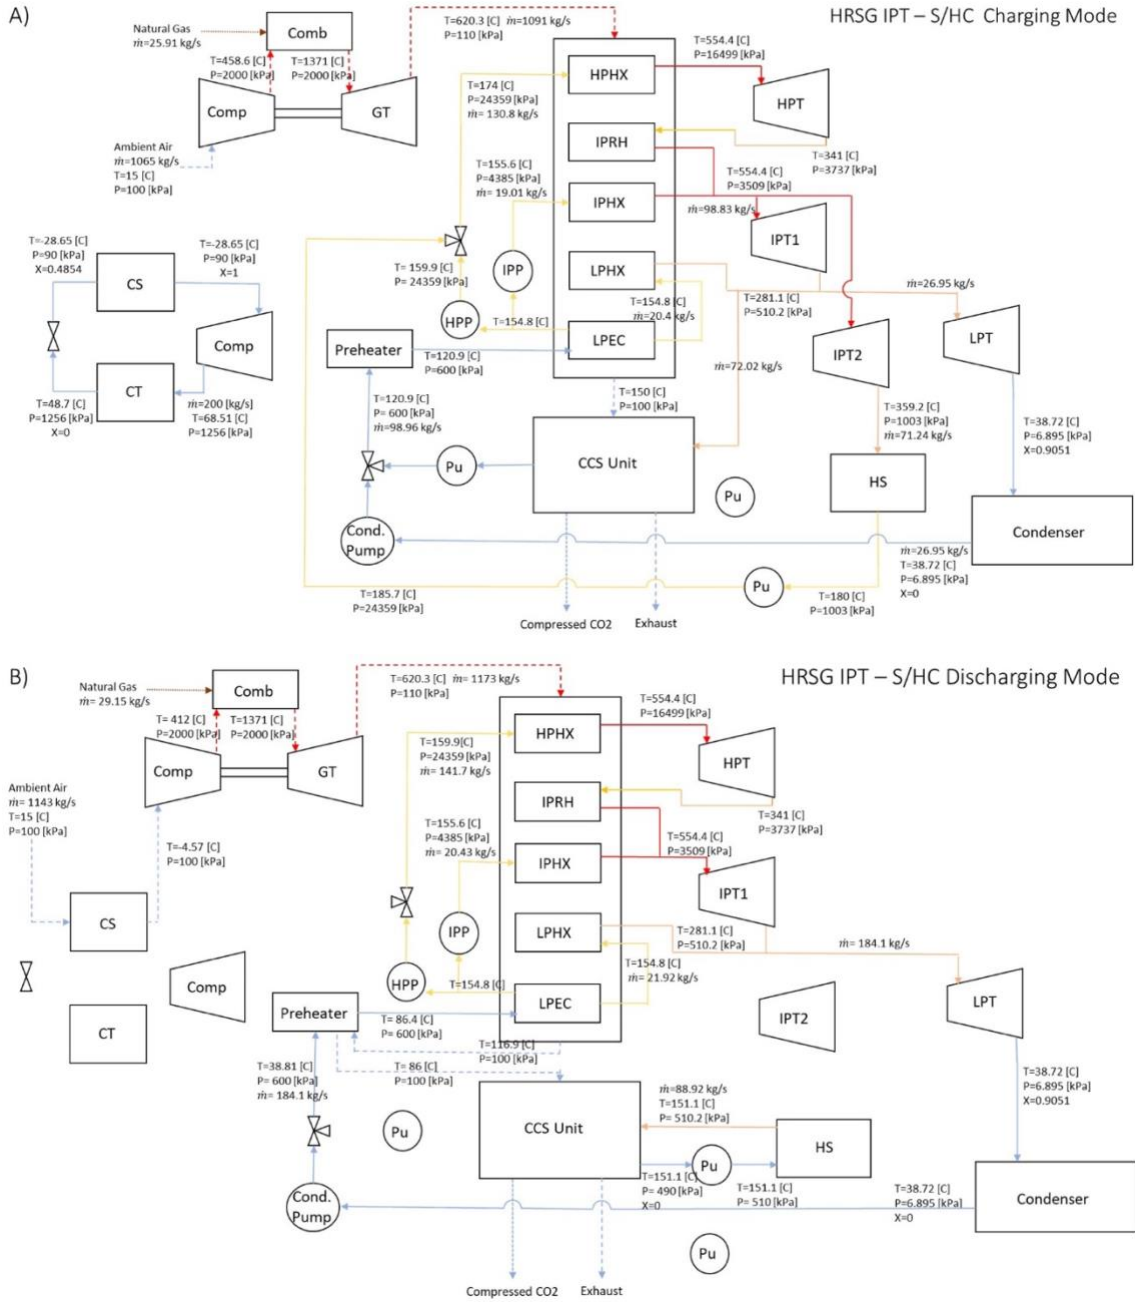 A)
HRSG IPT – S/HC Charging Mode
Natural Gas
ṁ=25.91 kg/s
Comb
T=458.6 [C]
P=2000 [kPa]
T=1371 [C]
P=2000 [kPa]
T=620.3 [C] ṁ=1091 kg/s
P=110 [kPa]
Comp
GT
Ambient Air
ṁ=1065 kg/s
T=15 [C]
P=100 [kPa]
HPHX
IPRH
IPHX
LPHX
LPEC
T=554.4 [C]
P=16499 [kPa]
HPT
T=174 [C]
P=24359 [kPa]
ṁ= 130.8 kg/s
T=341 [C]
P=3737 [kPa]
T=155.6 [C]
P=4385 [kPa]
ṁ= 19.01 kg/s
T=554.4 [C]
P=3509 [kPa]
ṁ=98.83 kg/s
IPT1
T=-28.65 [C]
P=90 [kPa]
X=0.4854
T=-28.65 [C]
P=90 [kPa]
X=1
CS
Comp
CT
T=48.7 [C]
P=1256 [kPa]
X=0
ṁ=200 (kg/s]
T=68.51 [C]
P=1256 [kPa]
T= 159.9 [C]
P= 24359 [kPa]
IPP
HPP
T=154.8 [C]
T=154.8 [C]
ṁ=20.4 kg/s
T=281.1 [C]
P=510.2 [kPa]
ṁ=26.95 kg/s
IPT2
LPT
Preheater
T=120.9 [C]
P=600 [kPa]
ṁ=72.02 kg/s
T=150 [C]
P=100 [kPa]
T=120.9 [C]
P= 600 [kPa]
ṁ=98.96 kg/s
T=359.2 [C]
P=1003 [kPa]
ṁ=71.24 kg/s
T=38.72 [C]
P=6.895 [kPa]
X=0.9051
CCS Unit
Pu
Pu
HS
Cond.
Pump
Condenser
ṁ=26.95 kg/s
T=38.72 [C]
P=6.895 [kPa]
X=0
T=185.7 [C]
P=24359 [kPa]
Pu
T=180 [C]
P=1003 [kPa]
Compressed CO2
Exhaust
B)
HRSG IPT – S/HC Discharging Mode
Natural Gas
ṁ= 29.15 kg/s
Comb
T= 412 [C]
P=2000 [kPa]
T=1371 [C]
P=2000 [kPa]
T=620.3 [C] ṁ= 1173 kg/s
P=110 [kPa]
Comp
GT
Ambient Air
ṁ= 1143 kg/s
T=15 [C]
P=100 [kPa]
T=-4.57 [C]
P=100 [kPa]
HPHX
IPRH
IPHX
LPHX
LPEC
T=554.4 [C]
P=16499 [kPa]
HPT
T=159.9[C]
P=24359 [kPa]
ṁ= 141.7 kg/s
T=341 [C]
P=3737 [kPa]
T=155.6 [C]
P=4385 [kPa]
ṁ= 20.43 kg/s
T=554.4 [C]
P=3509 [kPa]
IPT1
CS
Comp
CT
IPP
HPP
T=154.8 [C]
T=281.1 [C]
P=510.2 [kPa]
ṁ= 184.1 kg/s
T=154.8 [C]
ṁ= 21.92 kg/s
IPT2
LPT
Preheater
T= 86.4 [C]
P= 600 [kPa]
T=116.9 [C]
P=100 [kPa]
T= 86 [C]
P=100 [kPa]
T=38.81 [C]
P= 600 [kPa]
ṁ= 184.1 kg/s
T=38.72 [C]
P=6.895 [kPa]
X=0.9051
Pu
CCS Unit
ṁ=88.92 kg/s
T=151.1 [C]
P= 510.2 [kPa]
Pu
HS
T=151.1 [C]
P= 490 [kPa]
X=0
T=151.1 [C]
P= 510 [kPa]
T=38.72 [C]
P=6.895 [kPa]
X=0
Cond.
Pump
Condenser
Pu
Compressed CO2
Exhaust